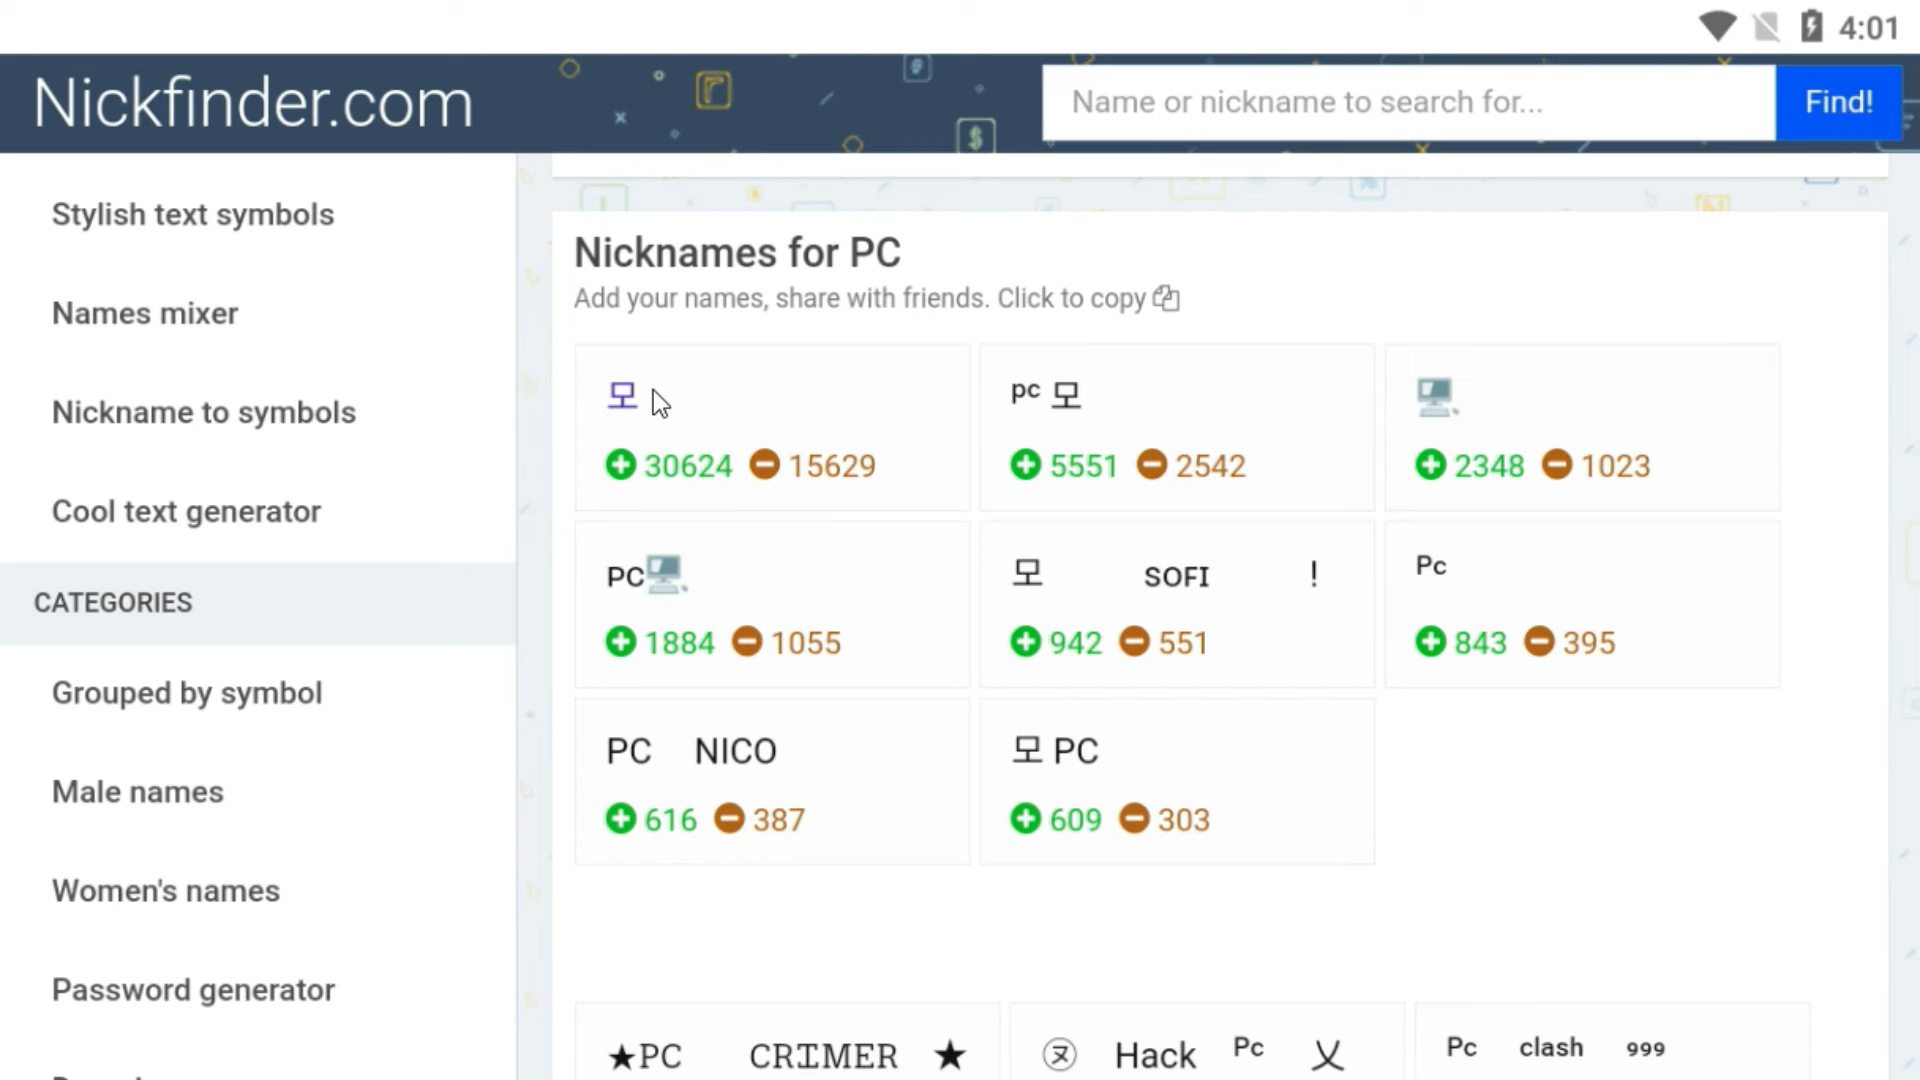 4:01
Nickfinder.com
Name or nickname to search for...
Find!
Stylish text symbols
Names mixer
Nickname to symbols
Cool text generator
CATEGORIES
Grouped by symbol
Male names
Women's names
Password generator
Nicknames for PC
Add your names, share with friends. Click to copy
모
30624 15629
ᵖᶜ 모
5551 2542
2348 1023
ᴘᴄ
1884 1055
모 ꜱᴏꜰɪ !
942 551
ᴾᶜ
843 395
PC NICO
616 387
모 PC
609 303
★PC CRIMER ★
㋦ Hack ᴾᶜ 乂
ᴾᶜ ᶜˡᵃˢʰ ⁹⁹⁹